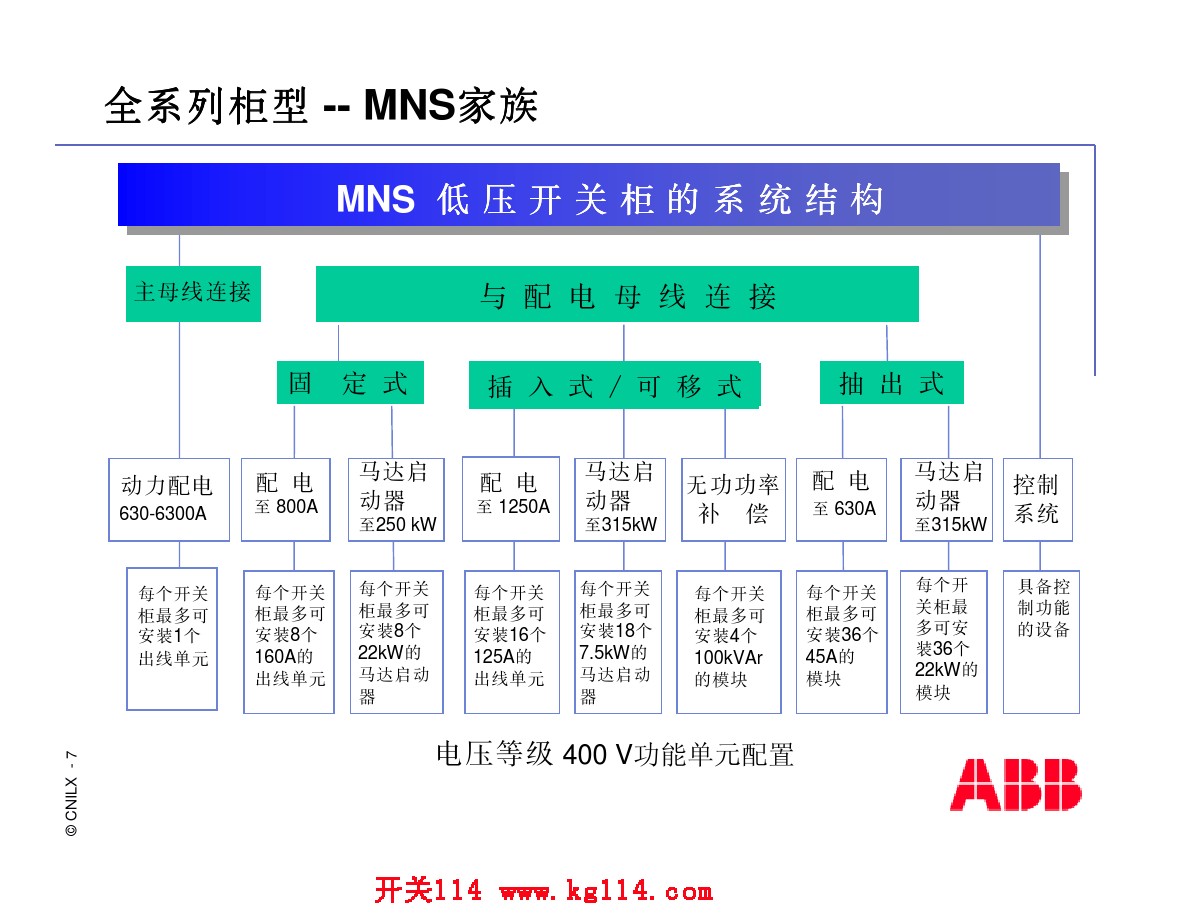 全系列柜型 -- MNS家族
MNS 低压开关柜的系统结构
主母线连接
与配电母线连接
固 定式
插入式/可移式
抽出式
动力配电
630-6300A
配 电
至 800A
马达启
动器
至250 kW
配 电
至 1250A
马达启
动器
至315kW
无功功率
补 偿
配 电
至 630A
马达启
动器
至315kW
控制
系统
每个开关
柜最多可
安装1个
出线单元
每个开关
柜最多可
安装8个
160A的
出线单元
每个开关
柜最多可
安装8个
22kW的
马达启动
器
每个开关
柜最多可
安装16个
125A的
出线单元
每个开关
柜最多可
安装18个
7.5kW的
马达启动
器
每个开关
柜最多可
安装4个
100kVAr
的模块
每个开关
柜最多可
安装36个
45A的
模块
每个开
关柜最
多可安
装36个
22kW的
模块
具备控
制功能
的设备
电压等级 400 V功能单元配置
ABB
© CNILX - 7
开关114 www.kg114.com